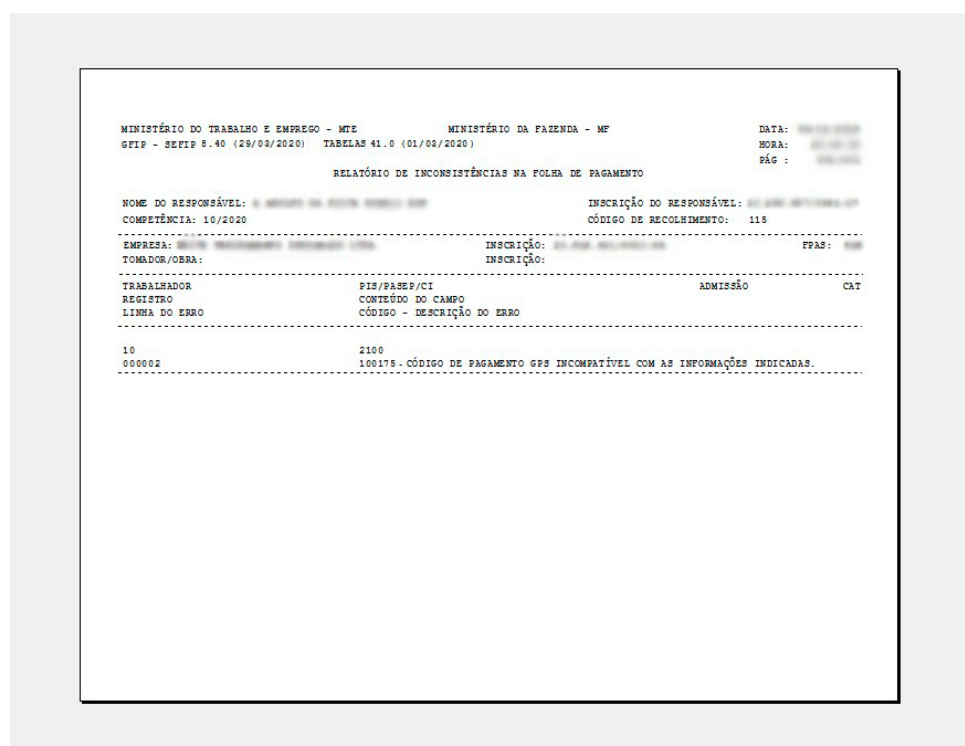 MINISTÉRIO DO TRABALHO E EMPREGO - MTE MINISTÉRIO DA FAZENDA - MF DATA:
GFIP - SEFIP 8.40 (29/03/2020) TABELAS 41.0 (01/03/2020) HORA:
PÁG :
RELATÓRIO DE INCONSISTÊNCIAS NA FOLHA DE PAGAMENTO
NOME DO RESPONSÁVEL: INSCRIÇÃO DO RESPONSÁVEL:
COMPETÊNCIA: 10/2020 CÓDIGO DE RECOLHIMENTO: 115
EMPRESA: INSCRIÇÃO: FPAS:
TOMADOR/OBRA: INSCRIÇÃO:
TRABALHADOR PIS/PASEP/CI ADMISSÃO CAT
REGISTRO CONTEÚDO DO CAMPO
LINHA DO ERRO CÓDIGO - DESCRIÇÃO DO ERRO
10 2100
000002 100175 - CÓDIGO DE PAGAMENTO GPS INCOMPATÍVEL COM AS INFORMAÇÕES INDICADAS.